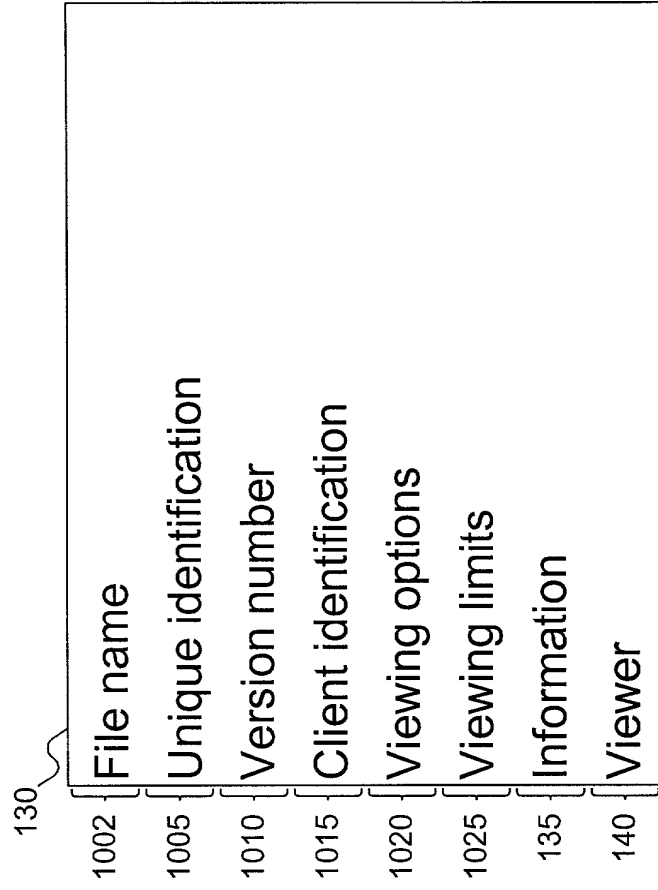 130
1002 File name
1005 Unique identification
1010 Version number
1015 Client identification
1020 Viewing options
1025 Viewing limits
135 Information
140 Viewer